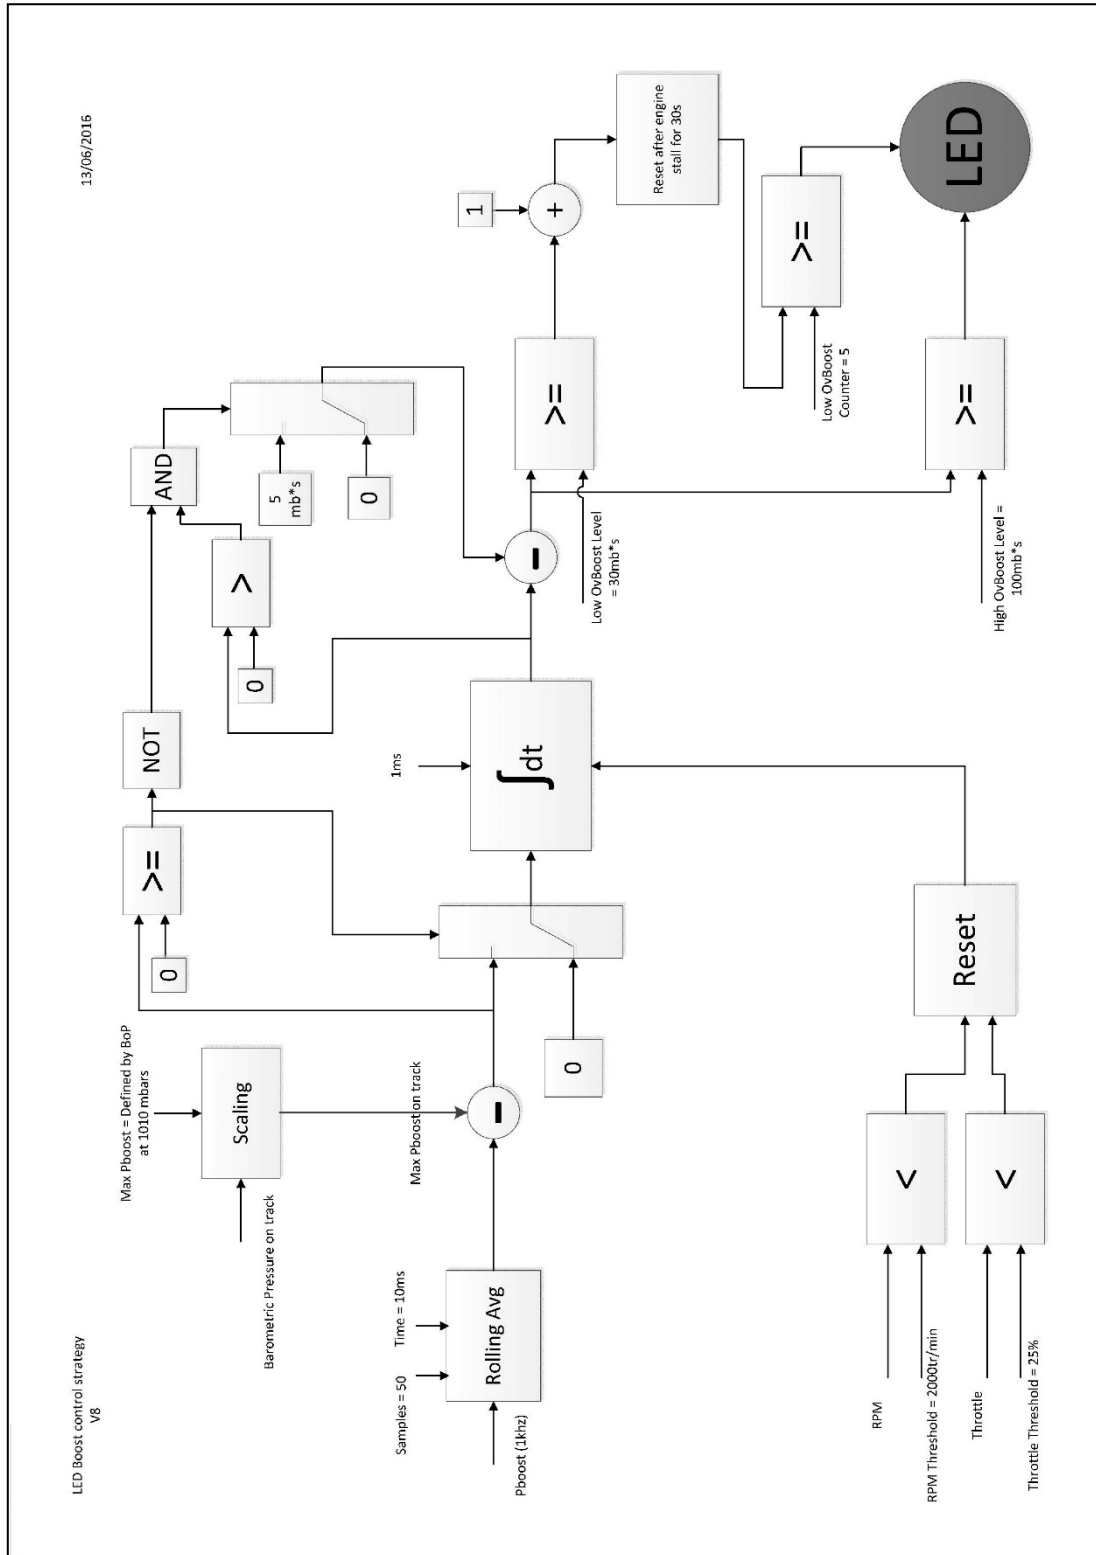 LED Boost control strategy
V8
13/06/2016
Max Pboost = Defined by BoP
at 1010 mbars
Barometric Pressure on track
Scaling
Max Pboost on track
Samples = 50
Time = 10ms
Pboost (1khz)
Rolling Avg
-
0
>=
0
NOT
AND
>
0
5
mb*s
0
1ms
∫dt
-
Low OvBoost Level
= 30mb*s
>=
1
+
Reset after engine
stall for 30s
Low OvBoost
Counter = 5
>=
High OvBoost Level =
100mb*s
>=
LED
RPM
RPM Threshold = 2000tr/min
<
Throttle
Throttle Threshold = 25%
<
Reset